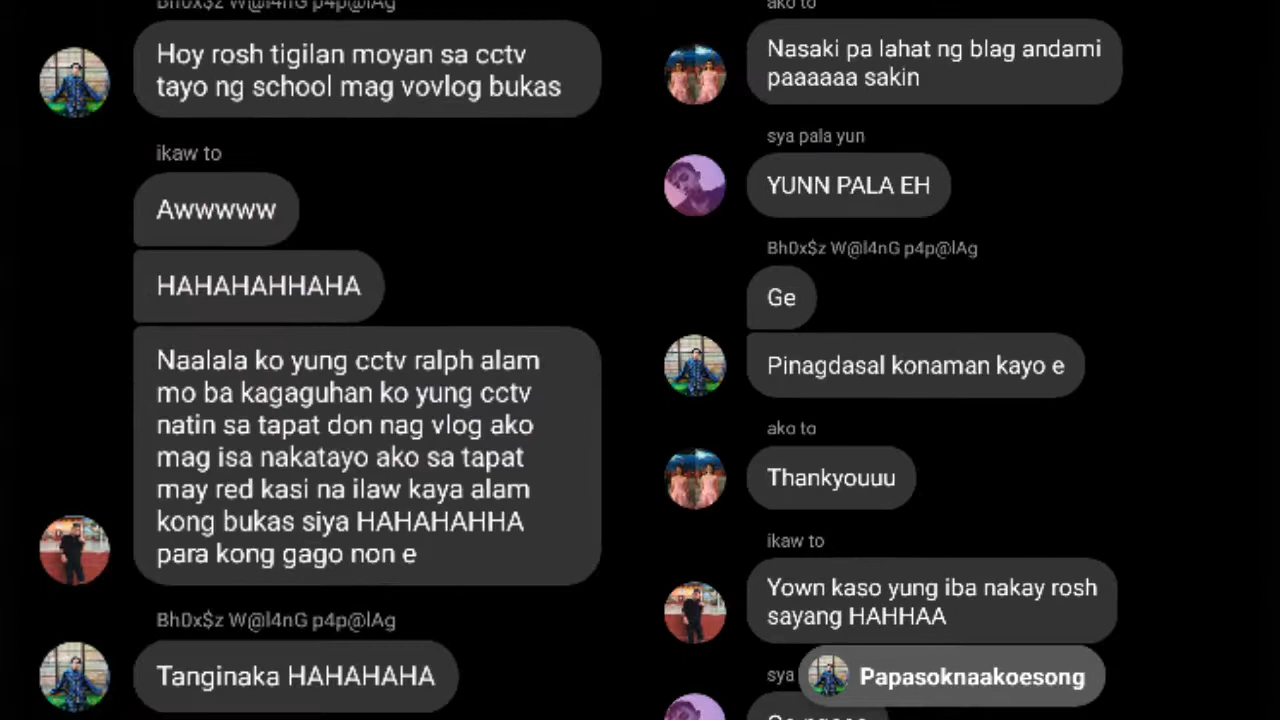 Bh0x$z W@l4nG p4p@lAg
Hoy rosh tigilan moyan sa cctv
tayo ng school mag vovlog bukas
ikaw to
Awwwww
HAHAHAHHAHA
Naalala ko yung cctv ralph alam
mo ba kagaguhan ko yung cctv
natin sa tapat don nag vlog ako
mag isa nakatayo ako sa tapat
may red kasi na ilaw kaya alam
kong bukas siya HAHAHAHHA
para kong gago non e
Bh0x$z W@l4nG p4p@lAg
Tanginaka HAHAHAHA
ako to
Nasaki pa lahat ng blag andami
paaaaaa sakin
sya pala yun
YUNN PALA EH
Bh0x$z W@l4nG p4p@lAg
Ge
Pinagdasal konaman kayo e
ako to
Thankyouuu
ikaw to
Yown kaso yung iba nakay rosh
sayang HAHHAA
sya
Papasoknaakoesong